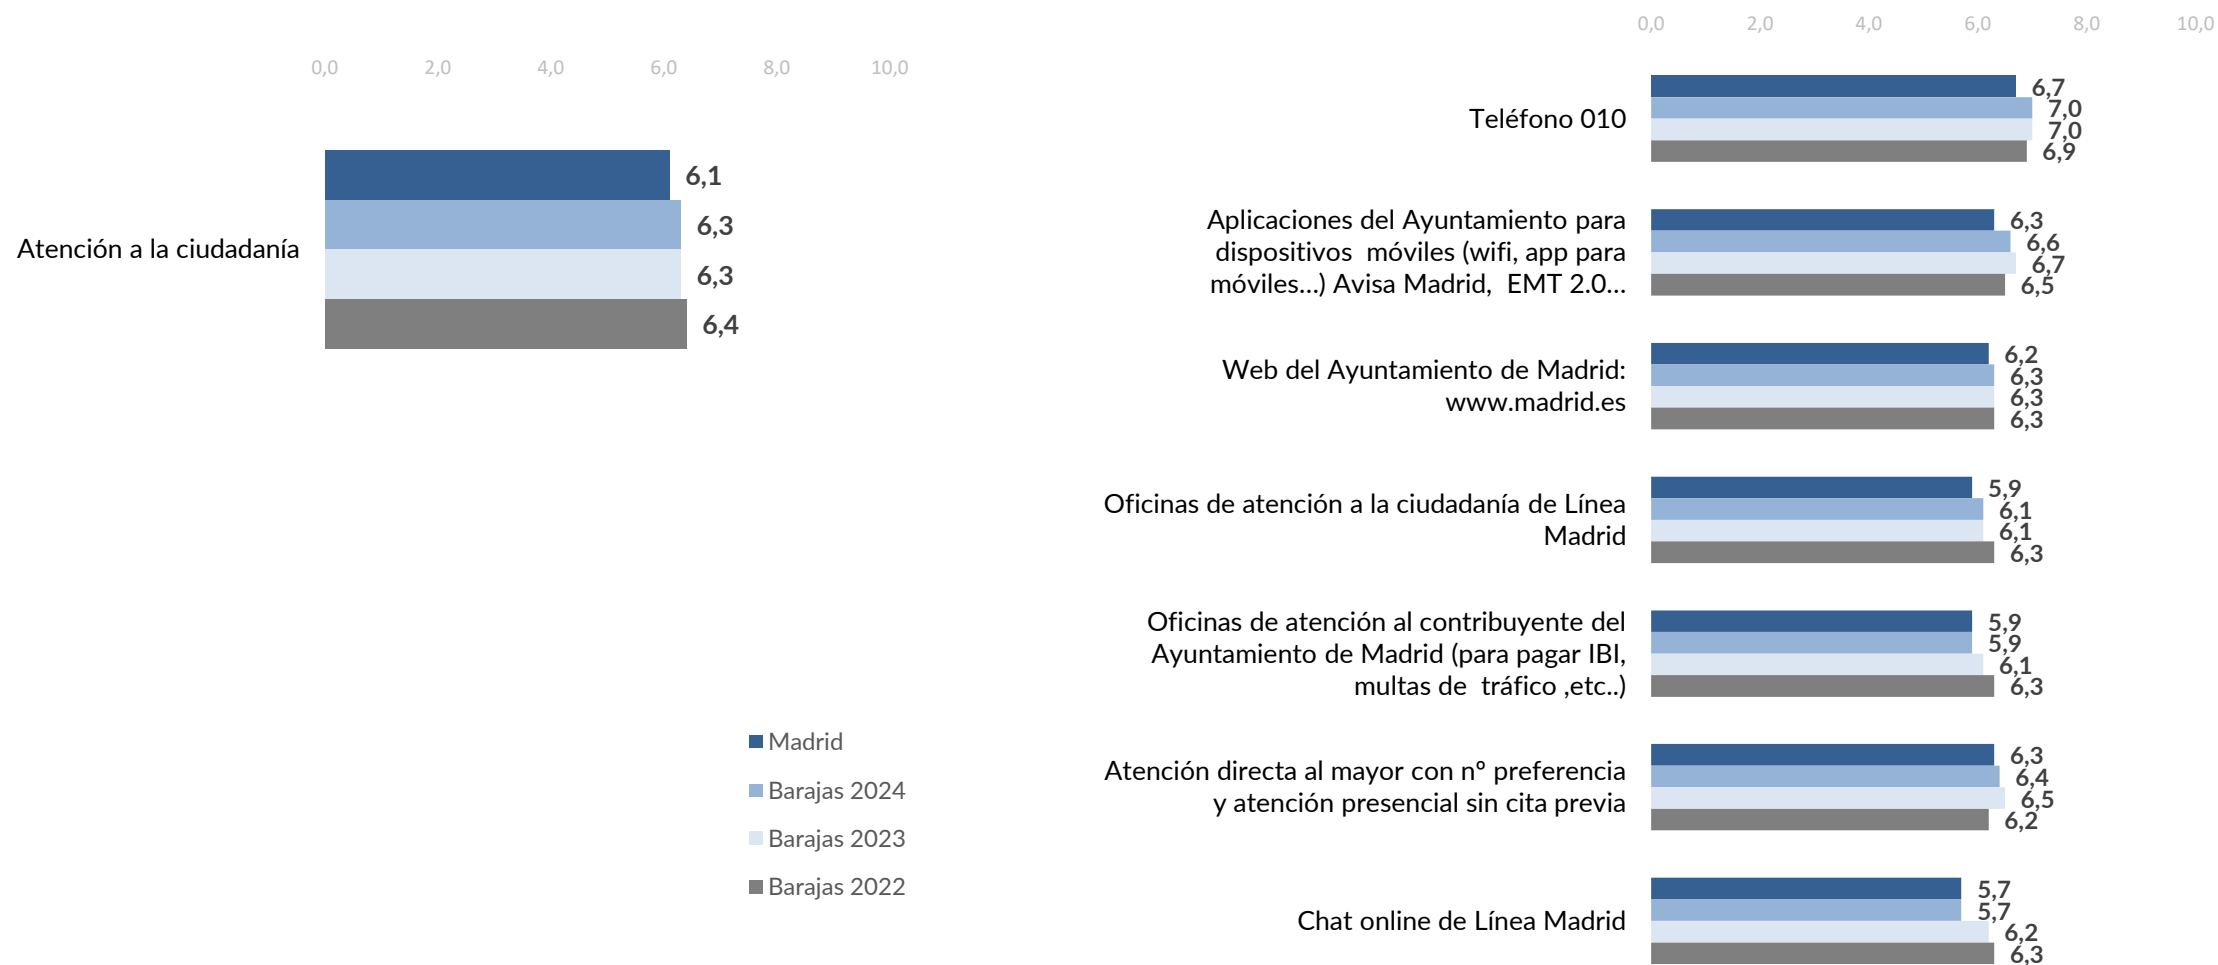 0,0 2,0 4,0 6,0 8,0 10,0
Atención a la ciudadanía
6,1
6,3
6,3
6,4
Madrid
Barajas 2024
Barajas 2023
Barajas 2022
0,0 2,0 4,0 6,0 8,0 10,0
Teléfono 010
6,7
7,0
7,0
6,9
Aplicaciones del Ayuntamiento para
dispositivos  móviles (wifi, app para
móviles...) Avisa Madrid,  EMT 2.0...
6,3
6,6
6,7
6,5
Web del Ayuntamiento de Madrid:
www.madrid.es
6,2
6,3
6,3
6,3
Oficinas de atención a la ciudadanía de Línea
Madrid
5,9
6,1
6,1
6,3
Oficinas de atención al contribuyente del
Ayuntamiento de Madrid (para pagar IBI,
multas de  tráfico ,etc..)
5,9
5,9
6,1
6,3
Atención directa al mayor con nº preferencia
y atención presencial sin cita previa
6,3
6,4
6,5
6,2
Chat online de Línea Madrid
5,7
5,7
6,2
6,3